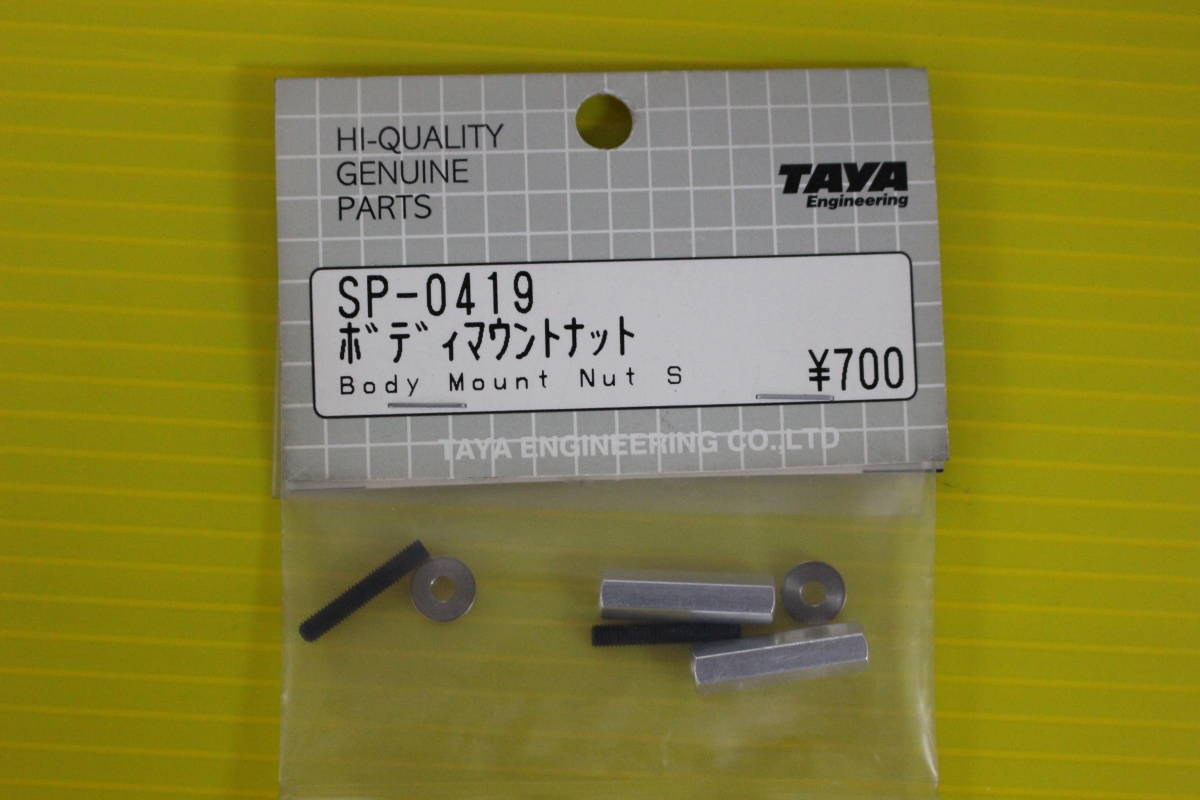 HI-QUALITY
GENUINE
PARTS
TAYA
Engineering
SP-0419
ﾎﾞﾃﾞｨﾏｳﾝﾄﾅｯﾄ
Body Mount Nut S
¥700
TAYA ENGINEERING CO.,LTD